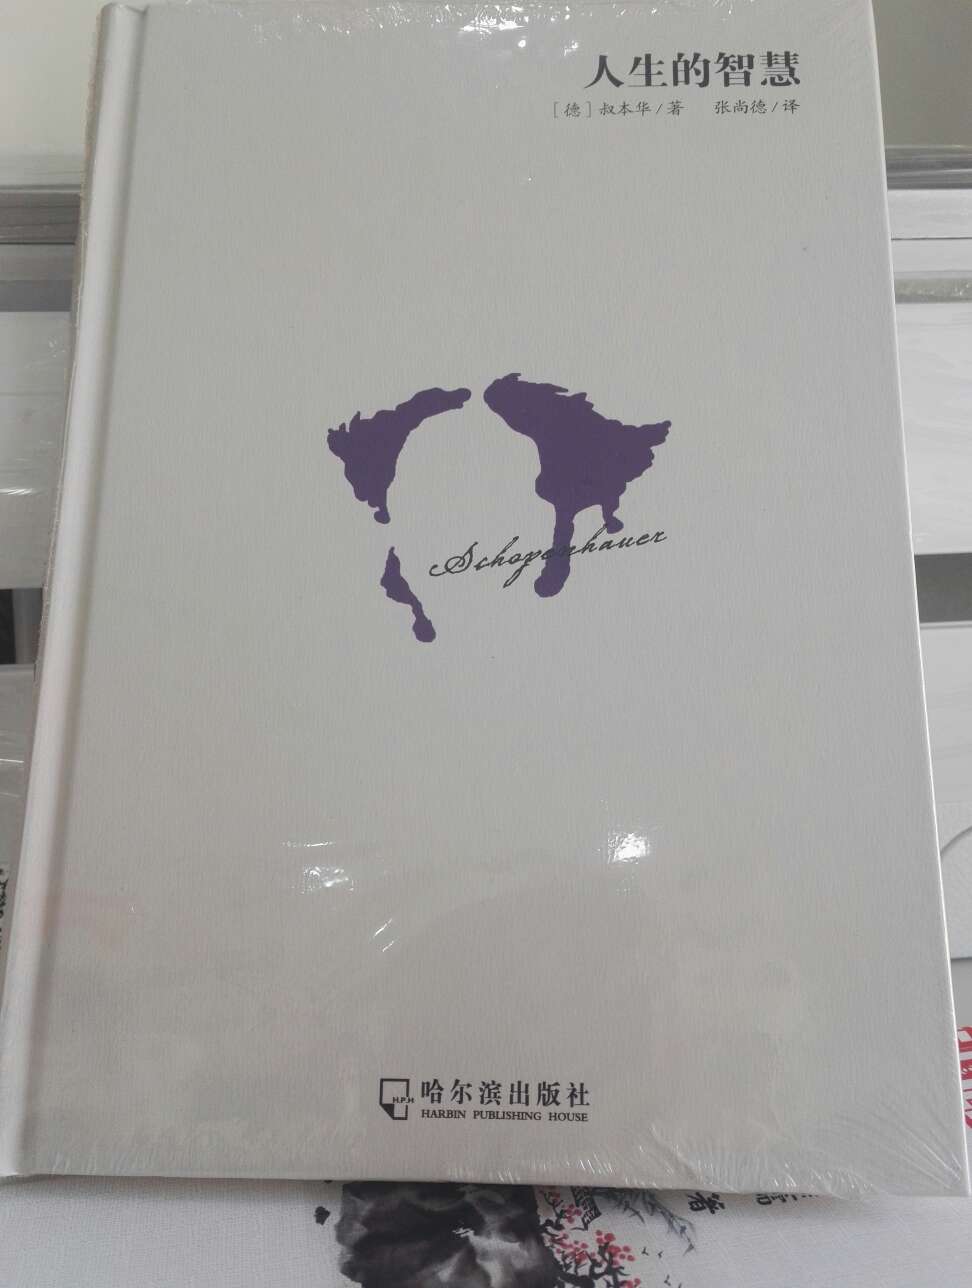 人生的智慧
[德]叔本华/著 张尚德/译
Schopenhauer
H.P.H
哈尔滨出版社
HARBIN PUBLISHING HOUSE
著